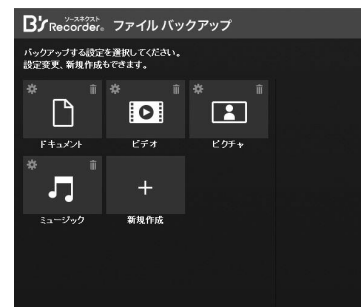 B's Recorder® ソースネクスト ファイル バックアップ
バックアップする設定を選択してください。
設定変更、新規作成もできます。
ドキュメント ビデオ ピクチャ
ミュージック 新規作成